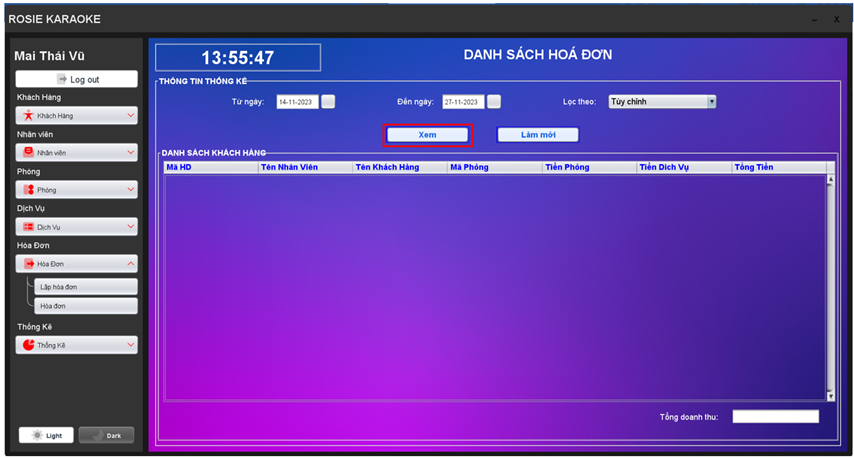 ROSIE KARAOKE
– X
Mai Thái Vũ
Log out
Khách Hàng
Khách Hàng
Nhân viên
Nhân viên
Phòng
Phòng
Dịch Vụ
Dịch Vụ
Hóa Đơn
Hóa Đơn
Lập hóa đơn
Hóa đơn
Thống Kê
Thống Kê
Light Dark
13:55:47
DANH SÁCH HOÁ ĐƠN
THÔNG TIN THỐNG KÊ
Từ ngày: 14-11-2023 Đến ngày: 27-11-2023 Lọc theo: Tùy chỉnh
Xem Làm mới
DANH SÁCH KHÁCH HÀNG
Mã HD Tên Nhân Viên Tên Khách Hàng Mã Phòng Tiền Phòng Tiền Dịch Vụ Tổng Tiền
Tổng doanh thu: